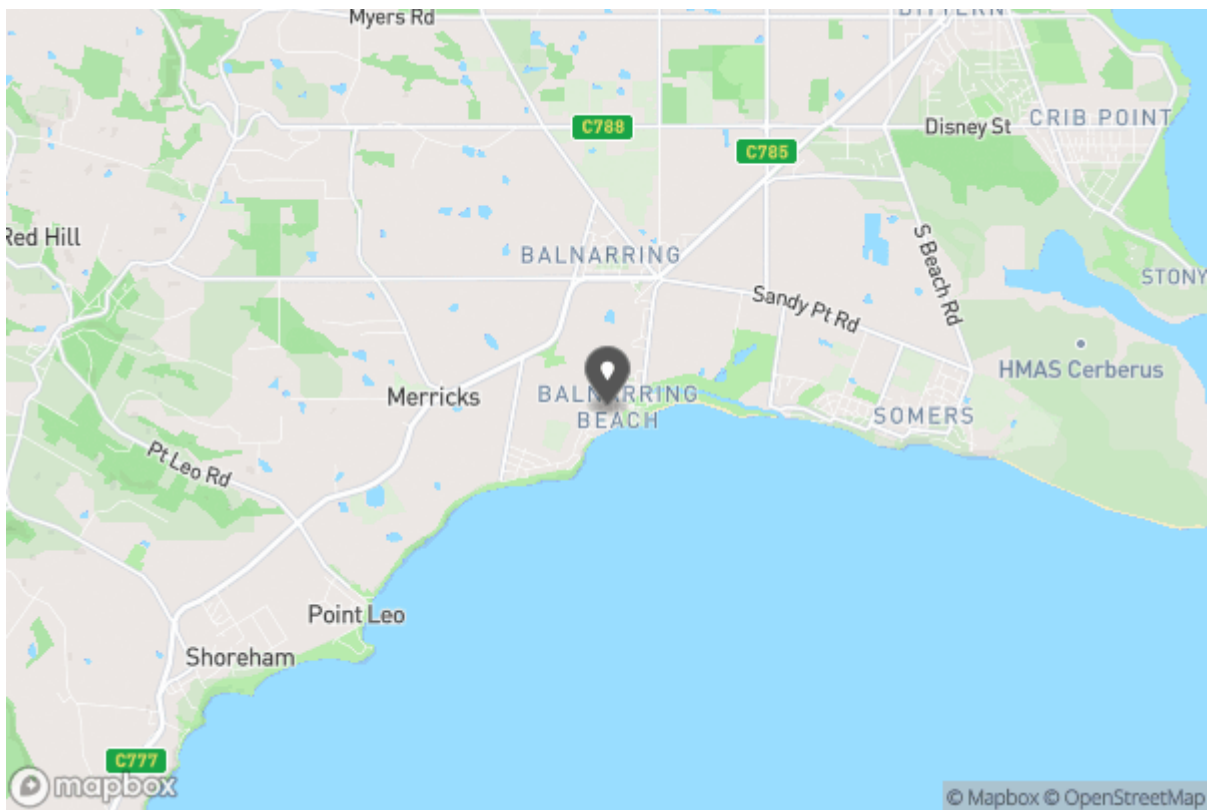 Myers Rd
BITTERN
C788
Disney St
CRIB POINT
C785
Red Hill
BALNARRING
S Beach Rd
STONY
Sandy Pt Rd
HMAS Cerberus
Merricks
BALNARRING
BEACH
SOMERS
Pt Leo Rd
Point Leo
Shoreham
C777
mapbox
© Mapbox © OpenStreetMap